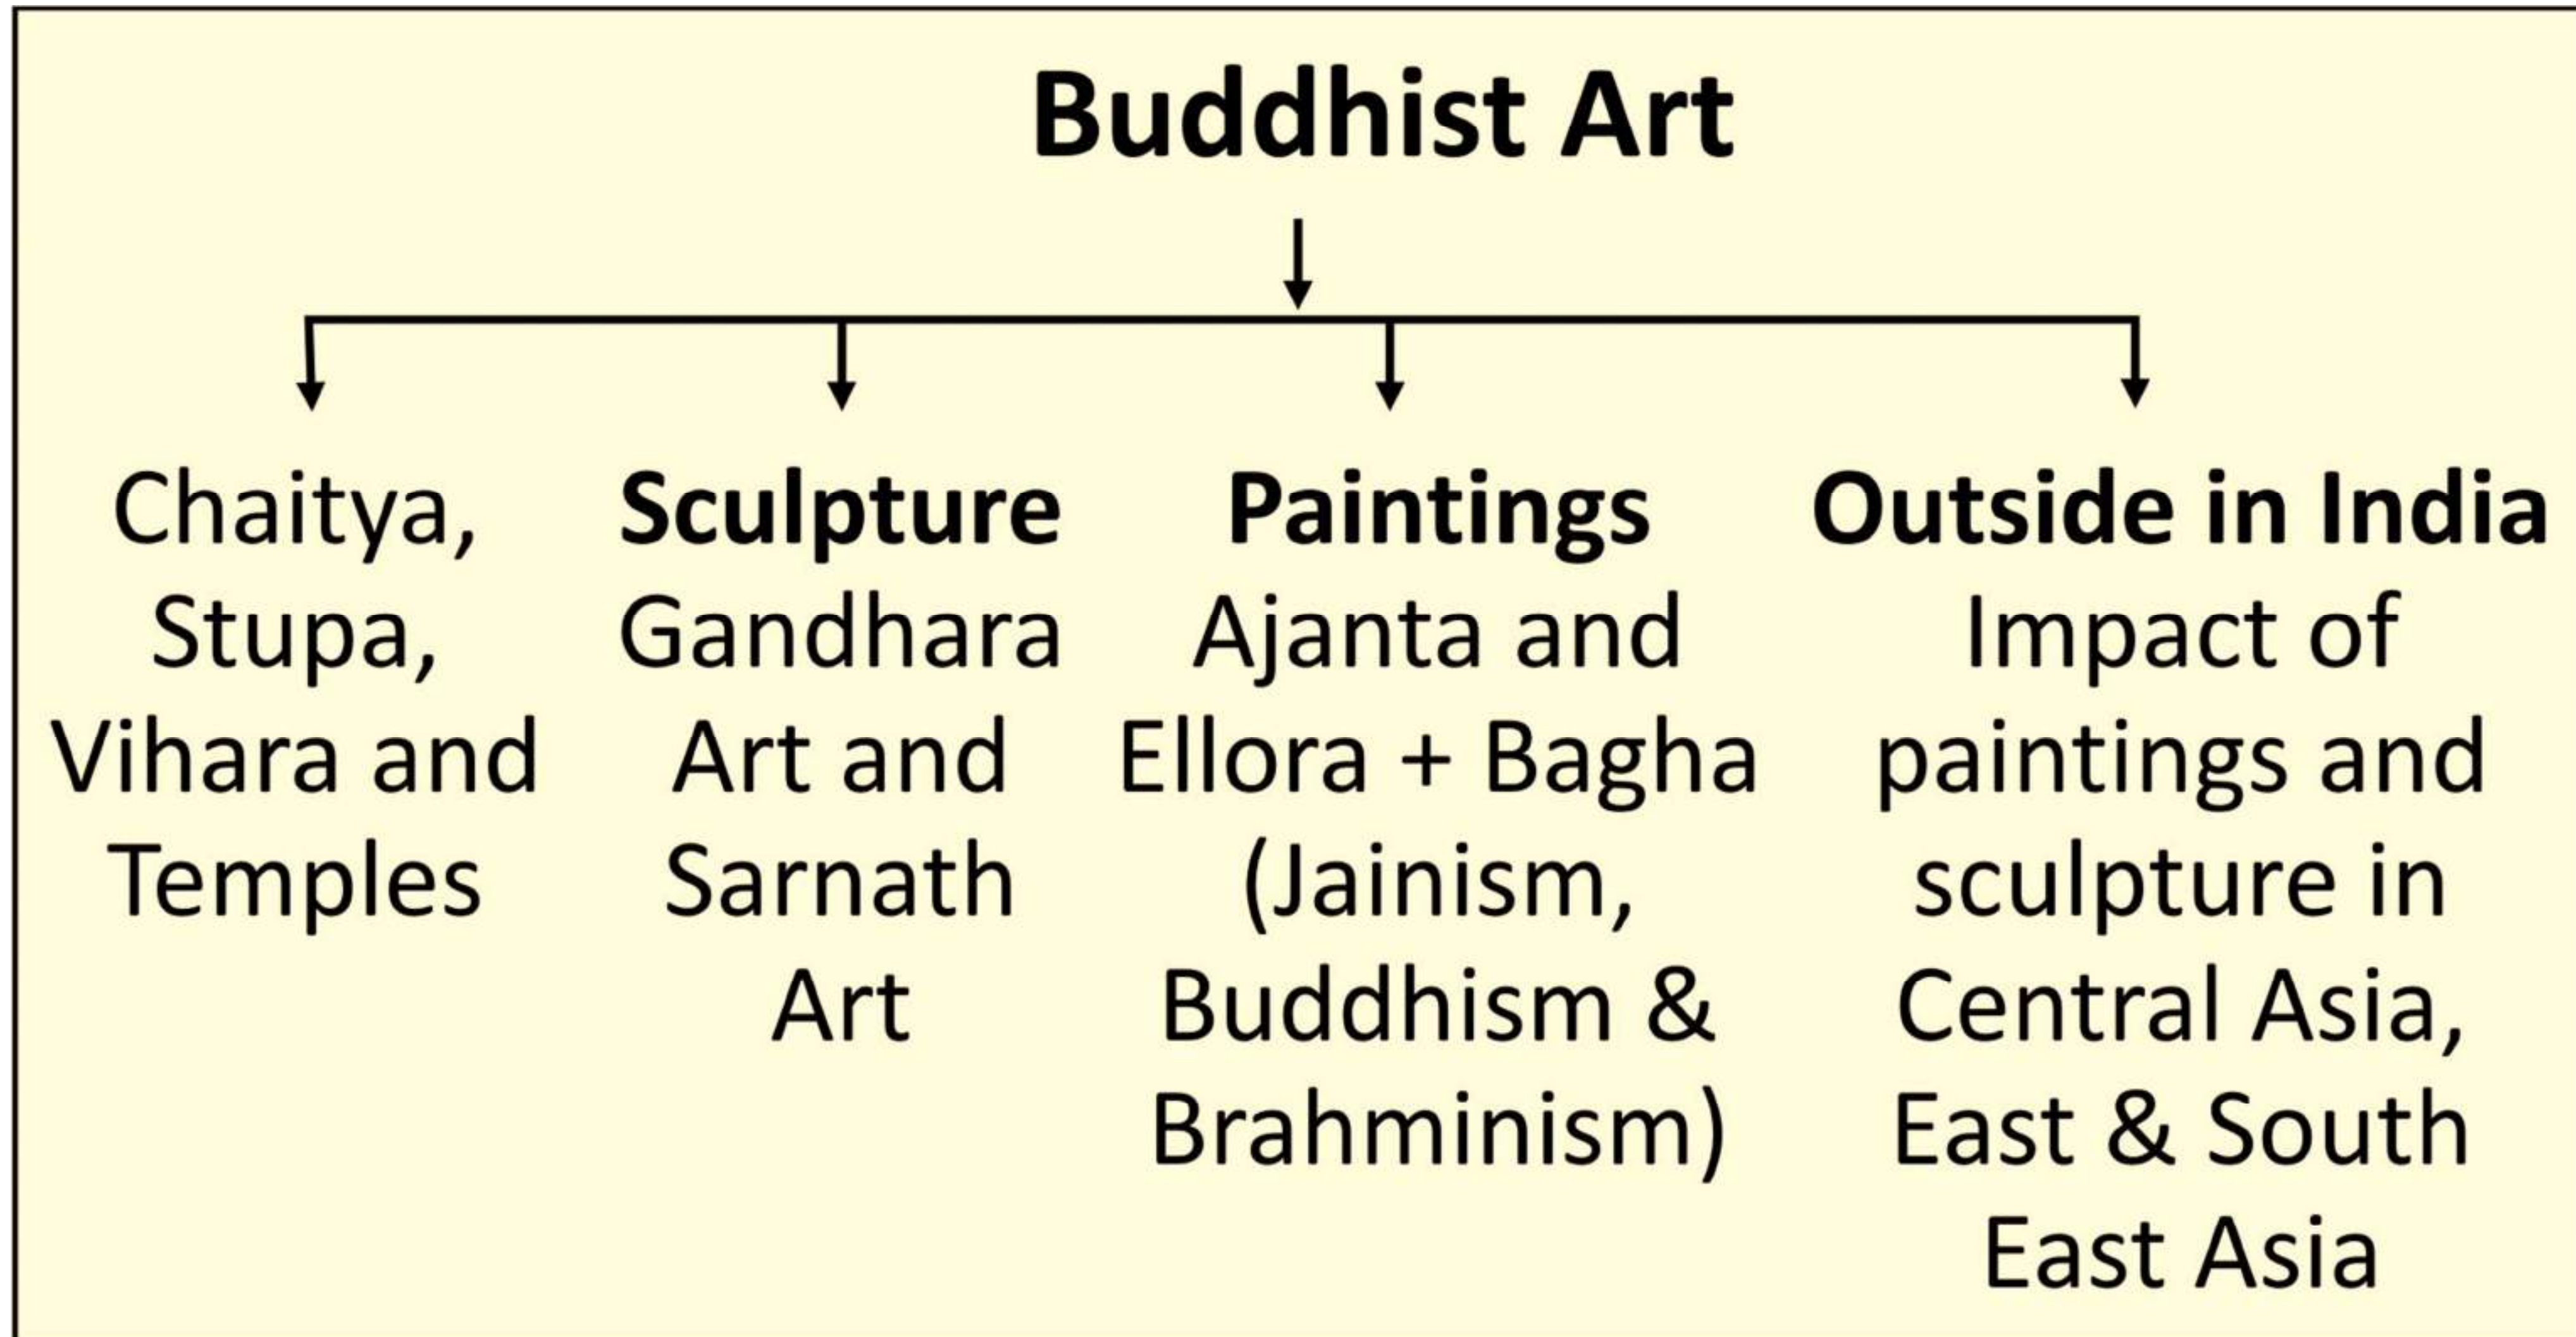 Buddhist Art
Chaitya,
Stupa,
Vihara and
Temples
Sculpture
Gandhara
Art and
Sarnath
Art
Paintings
Ajanta and
Ellora + Bagha
(Jainism,
Buddhism &
Brahminism)
Outside in India
Impact of
paintings and
sculpture in
Central Asia,
East & South
East Asia